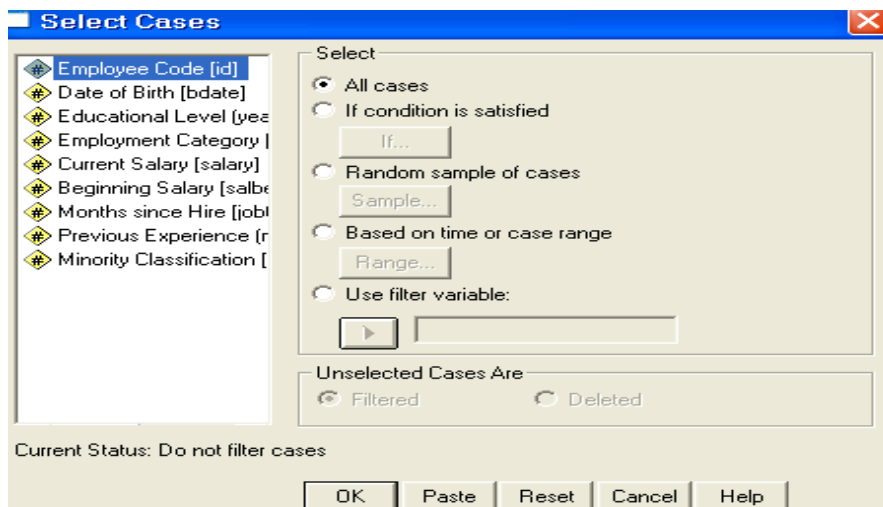 Select Cases
Employee Code [id]
Date of Birth [bdate]
Educational Level (yea
Employment Category [
Current Salary [salary]
Beginning Salary [salbe
Months since Hire [jobt
Previous Experience (r
Minority Classification [
Select
All cases
If condition is satisfied
If...
Random sample of cases
Sample...
Based on time or case range
Range...
Use filter variable:
Unselected Cases Are
Filtered Deleted
Current Status: Do not filter cases
OK Paste Reset Cancel Help